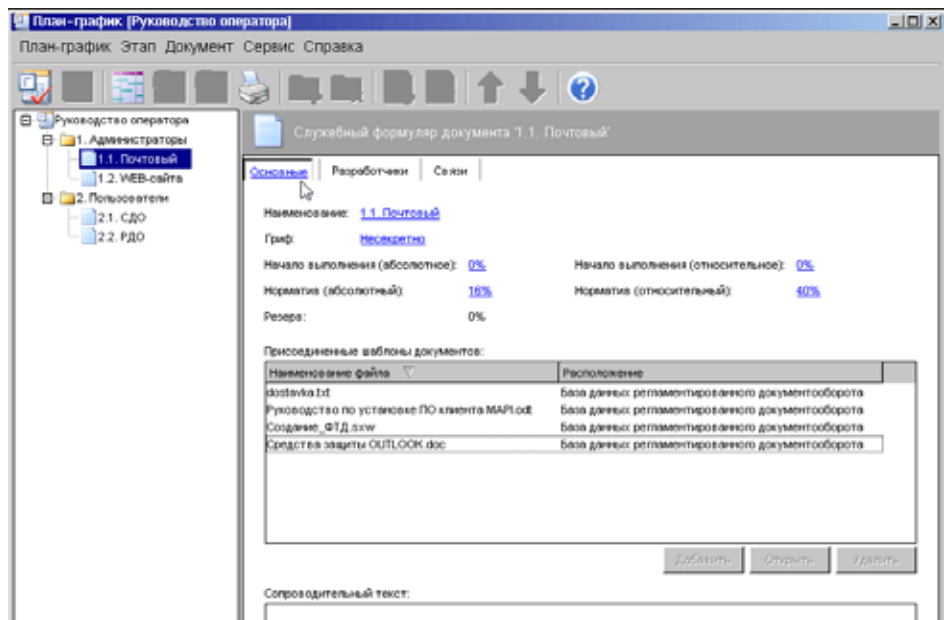 План-график [Руководство оператора]
План-график Этап Документ Сервис Справка
Руководство оператора
1. Администраторы
1.1. Почтовый
1.2. WEB-сайта
2. Пользователи
2.1. СДО
2.2. РДО
Служебный формуляр документа '1.1. Почтовый'
Основные Разработчики Связи
Наименование: 1.1. Почтовый
Гриф: Несекретно
Начало выполнения (абсолютное): 0% Начало выполнения (относительное): 0%
Норматив (абсолютный): 16% Норматив (относительный): 40%
Резерв: 0%
Присоединенные шаблоны документов:
Наименование файла Расположение
dostavka.txt База данных регламентированного документооборота
Руководство по установке ПО клиента MAPI.odt База данных регламентированного документооборота
Создание_ФТД.sxw База данных регламентированного документооборота
Средства защиты OUTLOOK.doc База данных регламентированного документооборота
Добавить Открыть Удалить
Сопроводительный текст: